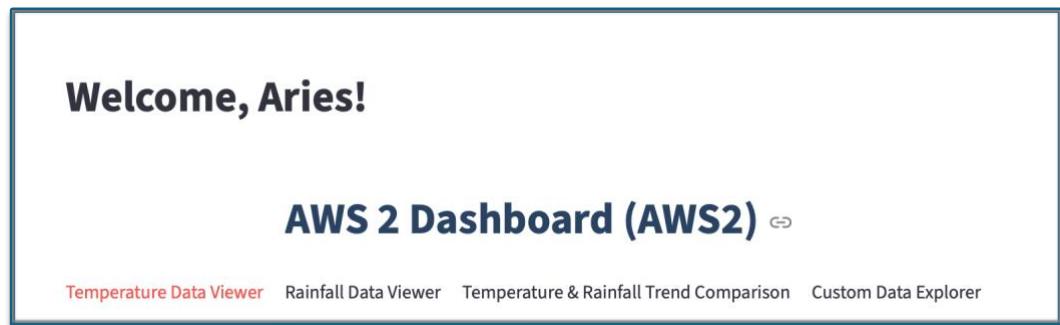 Welcome, Aries!
AWS 2 Dashboard (AWS2)
Temperature Data Viewer Rainfall Data Viewer Temperature & Rainfall Trend Comparison Custom Data Explorer